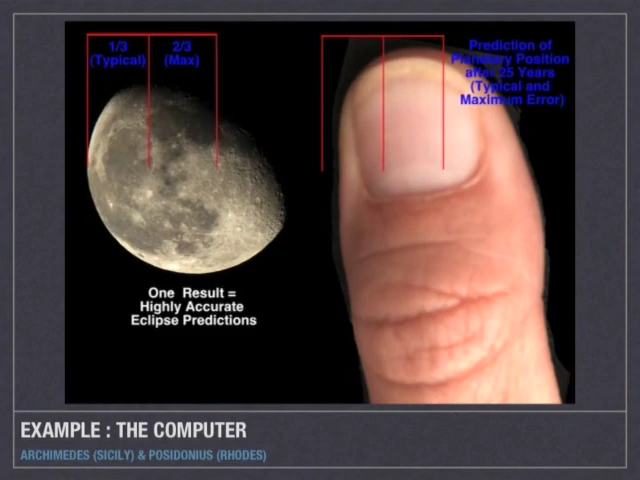 1/3 2/3
(Typical) (Max)
Prediction of
Planetary Position
after 25 Years
(Typical and
Maximum Error)
One Result =
Highly Accurate
Eclipse Predictions
EXAMPLE : THE COMPUTER
ARCHIMEDES (SICILY) & POSIDONIUS (RHODES)